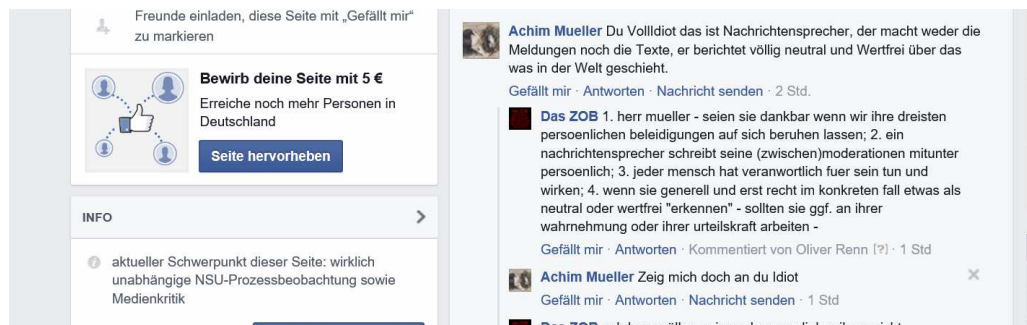 Freunde einladen, diese Seite mit „Gefällt mir“
zu markieren
Bewirb deine Seite mit 5 €
Erreiche noch mehr Personen in
Deutschland
Seite hervorheben
INFO
aktueller Schwerpunkt dieser Seite: wirklich
unabhängige NSU-Prozessbeobachtung sowie
Medienkritik
Achim Mueller Du VollIdiot das ist Nachrichtensprecher, der macht weder die
Meldungen noch die Texte, er berichtet völlig neutral und Wertfrei über das
was in der Welt geschieht.
Gefällt mir · Antworten · Nachricht senden · 2 Std.
Das ZOB 1. herr mueller - seien sie dankbar wenn wir ihre dreisten
persoenlichen beleidigungen auf sich beruhen lassen; 2. ein
nachrichtensprecher schreibt seine (zwischen)moderationen mitunter
persoenlich; 3. jeder mensch hat veranwortlich fuer sein tun und
wirken; 4. wenn sie generell und erst recht im konkreten fall etwas als
neutral oder wertfrei "erkennen" - sollten sie ggf. an ihrer
wahrnehmung oder ihrer urteilskraft arbeiten -
Gefällt mir · Antworten · Kommentiert von Oliver Renn [?] · 1 Std
Achim Mueller Zeig mich doch an du Idiot
Gefällt mir · Antworten · Nachricht senden · 1 Std